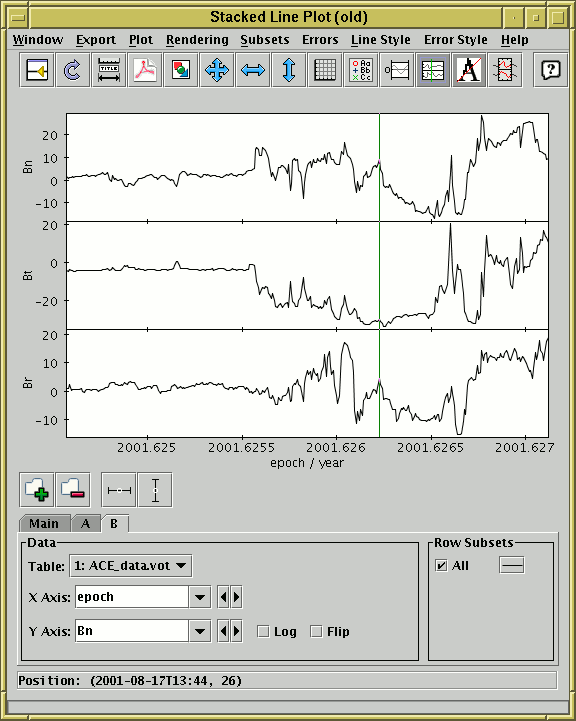 Stacked Line Plot (old)
Window Export Plot Rendering Subsets Errors Line Style Error Style Help
TITLE
Aa
Bb
Cc
A
?
20
10
0
-10
Bn
20
0
-20
Bt
20
10
0
-10
Br
2001.625 2001.6255 2001.626 2001.6265 2001.627
epoch / year
Main A B
Data
Table: 1: ACE_data.vot
X Axis: epoch
Y Axis: Bn Log Flip
Row Subsets
All
Position: (2001-08-17T13:44, 26)